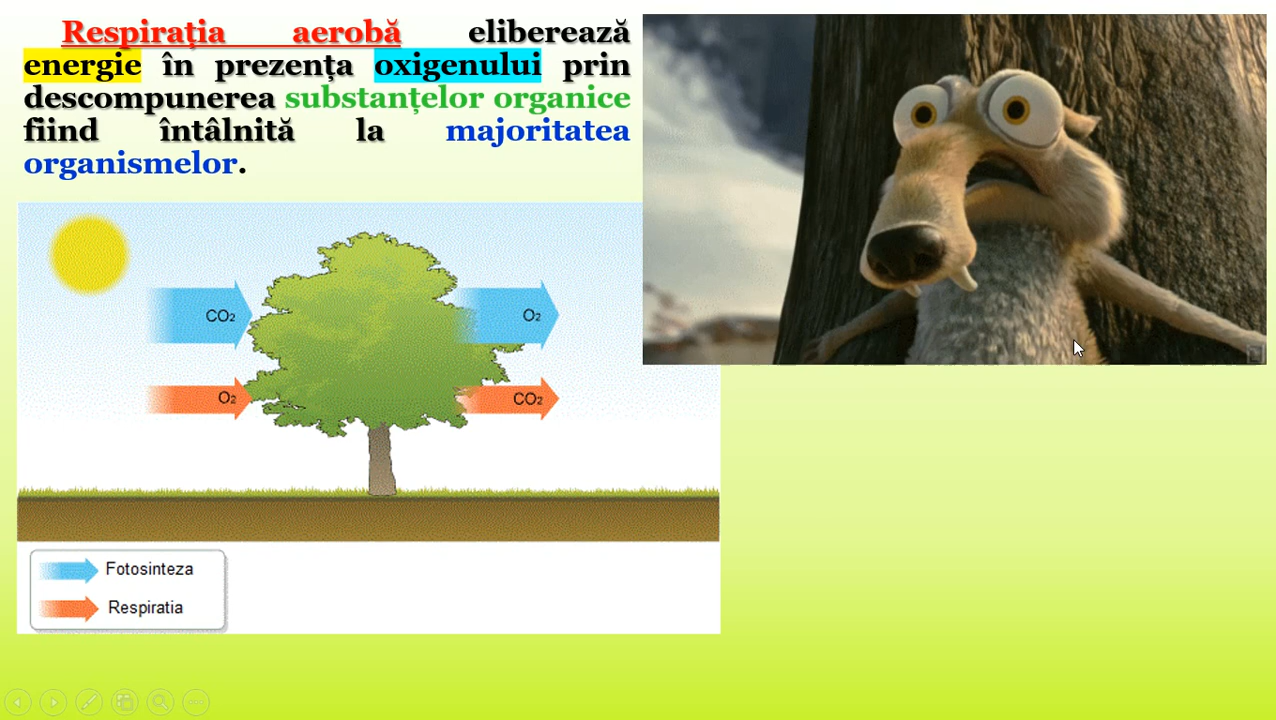 Respirația aerobă eliberează
energie în prezența oxigenului prin
descompunerea substanțelor organice
fiind întâlnită la majoritatea
organismelor.
CO₂
O₂
O₂
CO₂
Fotosinteza
Respiratia